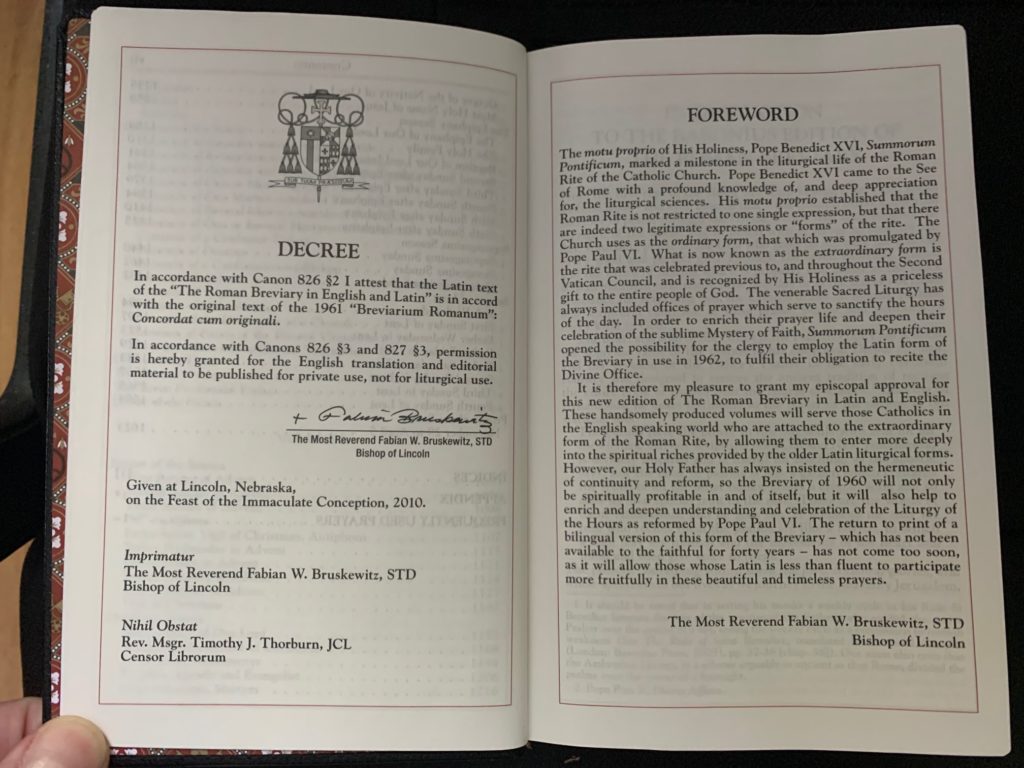 DECREE
In accordance with Canon 826 §2 I attest that the Latin text
of the “The Roman Breviary in English and Latin” is in accord
with the original text of the 1961 “Breviarium Romanum”;
Concordat cum originali.
In accordance with Canons 826 §3 and 827 §3, permission
is hereby granted for the English translation and editorial
material to be published for private use, not for liturgical use.
+ Fabian Bruskewitz
The Most Reverend Fabian W. Bruskewitz, STD
Bishop of Lincoln
Given at Lincoln, Nebraska,
on the Feast of the Immaculate Conception, 2010.
Imprimatur
The Most Reverend Fabian W. Bruskewitz, STD
Bishop of Lincoln
Nihil Obstat
Rev. Msgr. Timothy J. Thorburn, JCL
Censor Librorum
FOREWORD
The motu proprio of His Holiness, Pope Benedict XVI, Summorum
Pontificum, marked a milestone in the liturgical life of the Roman
Rite of the Catholic Church. Pope Benedict XVI came to the See
of Rome with a profound knowledge of, and deep appreciation
for, the liturgical sciences. His motu proprio established that the
Roman Rite is not restricted to one single expression, but that there
are indeed two legitimate expressions or “forms” of the rite. The
Church uses as the ordinary form, that which was promulgated by
Pope Paul VI. What is now known as the extraordinary form is
the rite that was celebrated previous to, and throughout the Second
Vatican Council, and is recognized by His Holiness as a priceless
gift to the entire people of God. The venerable Sacred Liturgy has
always included offices of prayer which serve to sanctify the hours
of the day. In order to enrich their prayer life and deepen their
celebration of the sublime Mystery of Faith, Summorum Pontificum
opened the possibility for the clergy to employ the Latin form of
the Breviary in use in 1962, to fulfil their obligation to recite the
Divine Office.
It is therefore my pleasure to grant my episcopal approval for
this new edition of The Roman Breviary in Latin and English.
These handsomely produced volumes will serve those Catholics in
the English speaking world who are attached to the extraordinary
form of the Roman Rite, by allowing them to enter more deeply
into the spiritual riches provided by the older Latin liturgical forms.
However, our Holy Father has always insisted on the hermeneutic
of continuity and reform, so the Breviary of 1960 will not only
be spiritually profitable in and of itself, but it will also help to
enrich and deepen understanding and celebration of the Liturgy of
the Hours as reformed by Pope Paul VI. The return to print of a
bilingual version of this form of the Breviary – which has not been
available to the faithful for forty years – has not come too soon,
as it will allow those whose Latin is less than fluent to participate
more fruitfully in these beautiful and timeless prayers.
The Most Reverend Fabian W. Bruskewitz, STD
Bishop of Lincoln